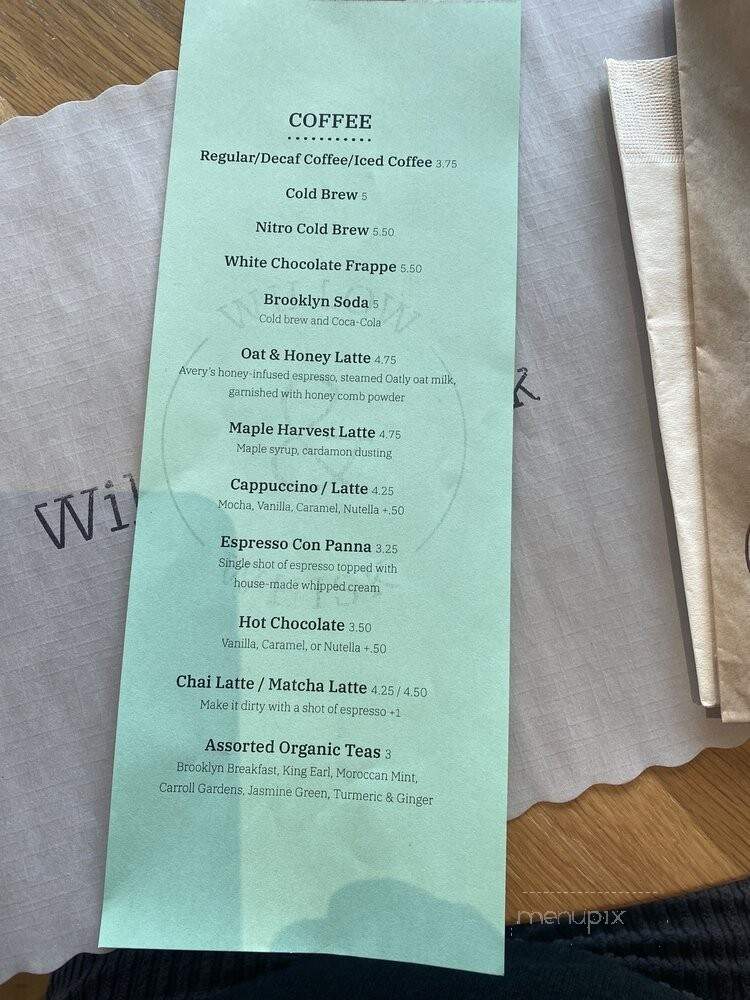 COFFEE
Regular/Decaf Coffee/Iced Coffee 3.75
Cold Brew 5
Nitro Cold Brew 5.50
White Chocolate Frappe 5.50
WILLOW
Brooklyn Soda 5
Cold brew and Coca-Cola
Oat & Honey Latte 4.75
Avery's honey-infused espresso, steamed Oatly oat milk,
garnished with honey comb powder
Maple Harvest Latte 4.75
Maple syrup, cardamon dusting
Cappuccino / Latte 4.25
Mocha, Vanilla, Caramel, Nutella +.50
Wil
k
Espresso Con Panna 3.25
Single shot of espresso topped with
house-made whipped cream
Hot Chocolate 3.50
Vanilla, Caramel, or Nutella +.50
Chai Latte / Matcha Latte 4.25 / 4.50
Make it dirty with a shot of espresso +1
Assorted Organic Teas 3
Brooklyn Breakfast, King Earl, Moroccan Mint,
Carroll Gardens, Jasmine Green, Turmeric & Ginger
menupix